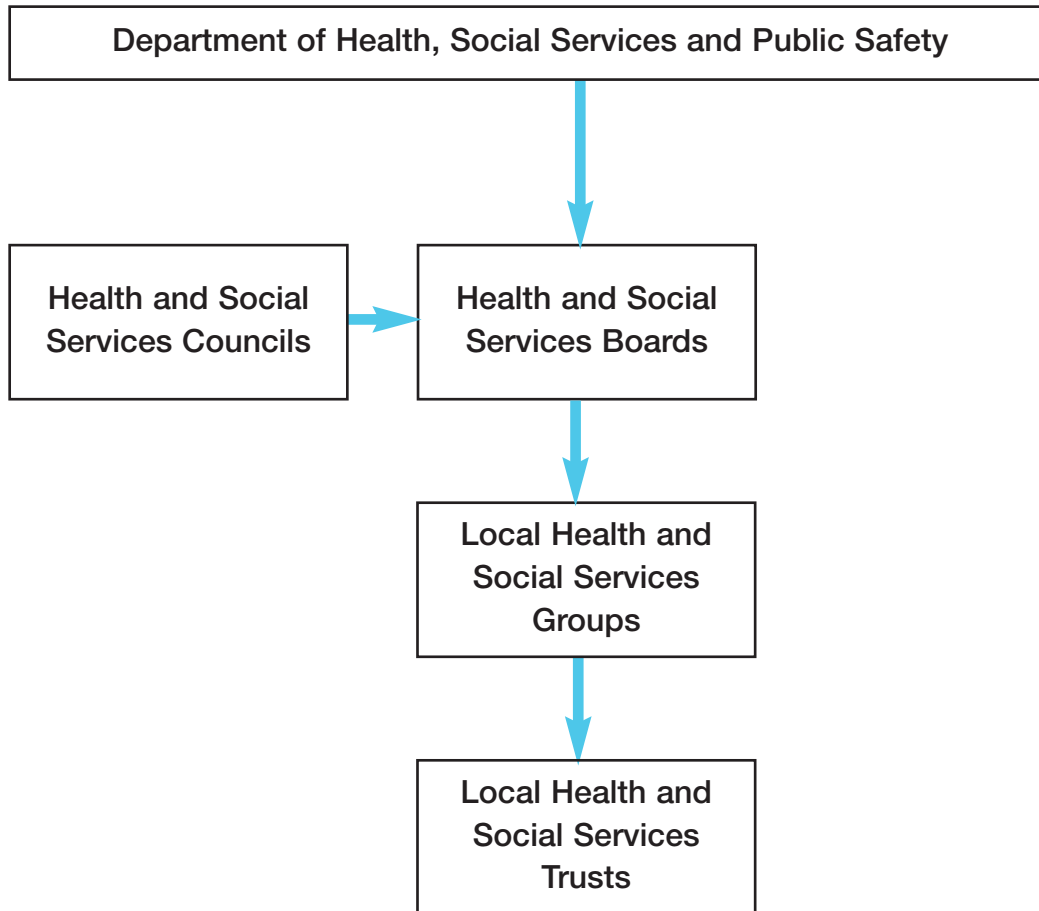 Department of Health, Social Services and Public Safety
Health and Social
Services Councils
Health and Social
Services Boards
Local Health and
Social Services
Groups
Local Health and
Social Services
Trusts